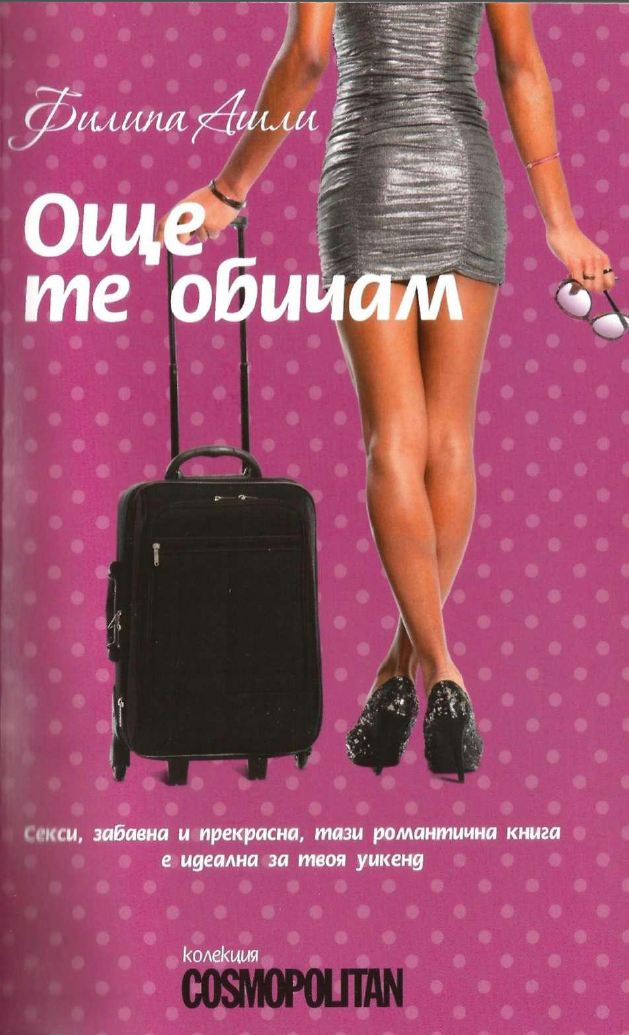 Филипа Ашли
Още
те обичам
Секси, забавна и прекрасна, тази романтична книга
е идеална за твоя уикенд
колекция
COSMOPOLITAN